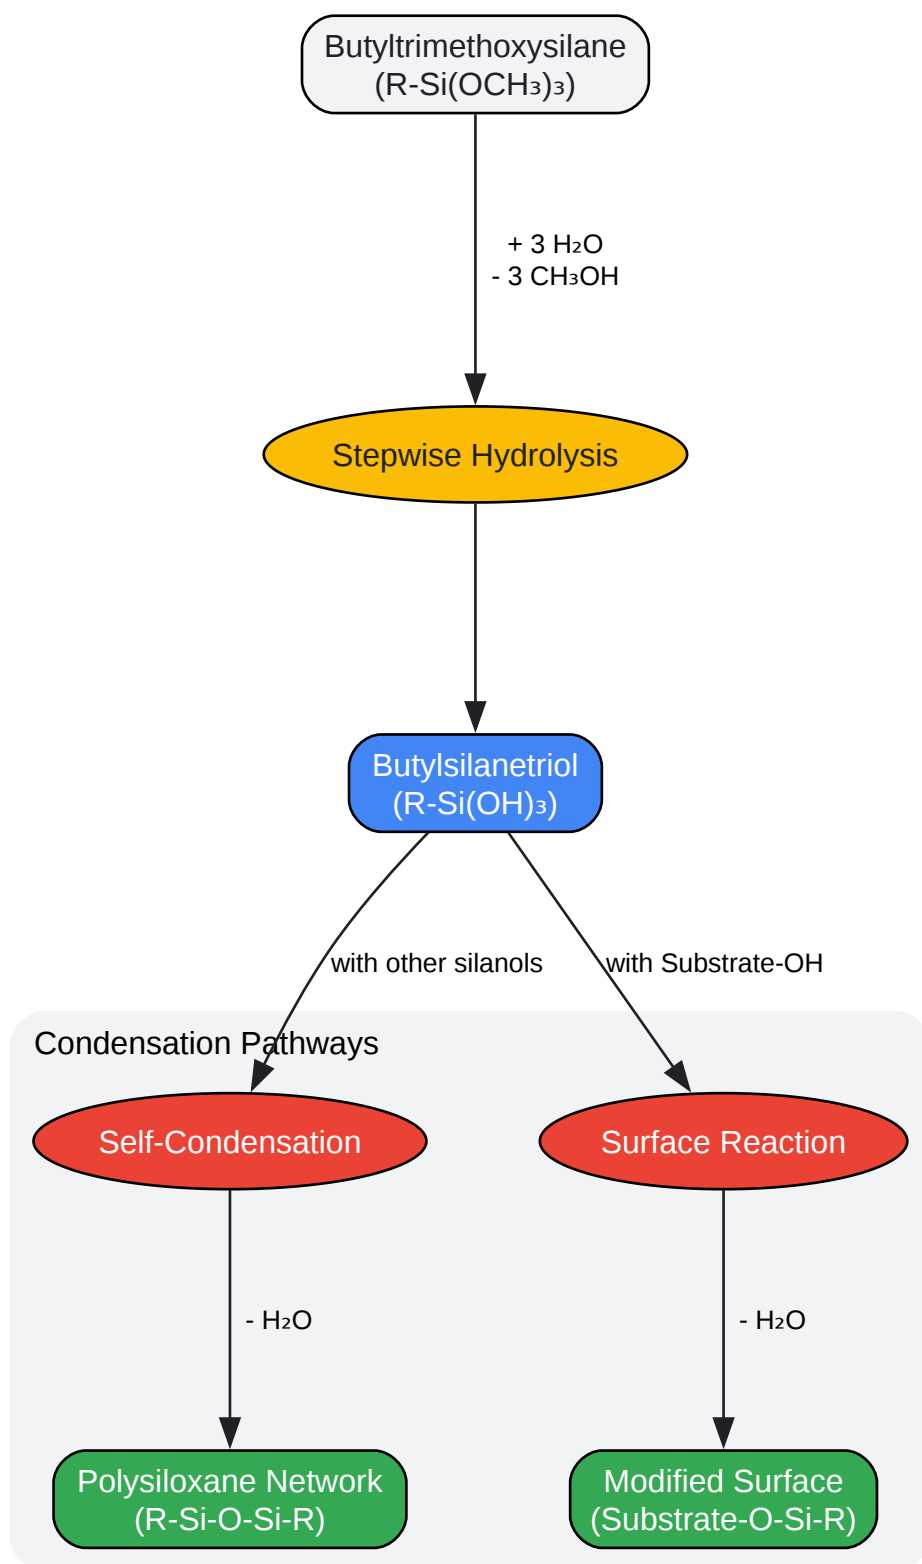 Butyltrimethoxysilane
(R-Si(OCH₃)₃)
+ 3 H₂O
- 3 CH₃OH
Stepwise Hydrolysis
Butylsilanetriol
(R-Si(OH)₃)
with other silanols
with Substrate-OH
Condensation Pathways
Self-Condensation
Surface Reaction
- H₂O
- H₂O
Polysiloxane Network
(R-Si-O-Si-R)
Modified Surface
(Substrate-O-Si-R)